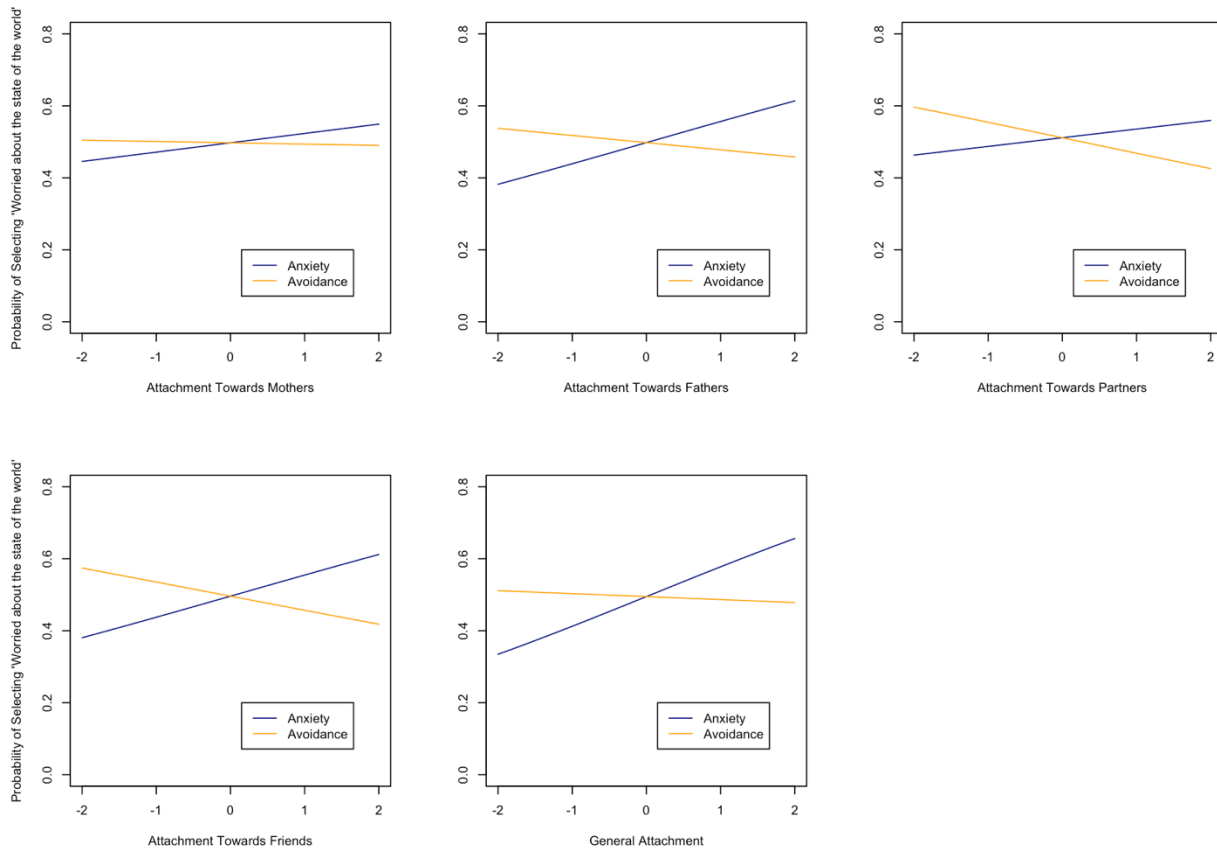 Probability of Selecting 'Worried about the state of the world'
0.8
0.6
0.4
0.2
0.0
Anxiety
Avoidance
-2 -1 0 1 2
Attachment Towards Mothers
0.8
0.6
0.4
0.2
0.0
Anxiety
Avoidance
-2 -1 0 1 2
Attachment Towards Fathers
0.8
0.6
0.4
0.2
0.0
Anxiety
Avoidance
-2 -1 0 1 2
Attachment Towards Partners
Probability of Selecting 'Worried about the state of the world'
0.8
0.6
0.4
0.2
0.0
Anxiety
Avoidance
-2 -1 0 1 2
Attachment Towards Friends
0.8
0.6
0.4
0.2
0.0
Anxiety
Avoidance
-2 -1 0 1 2
General Attachment